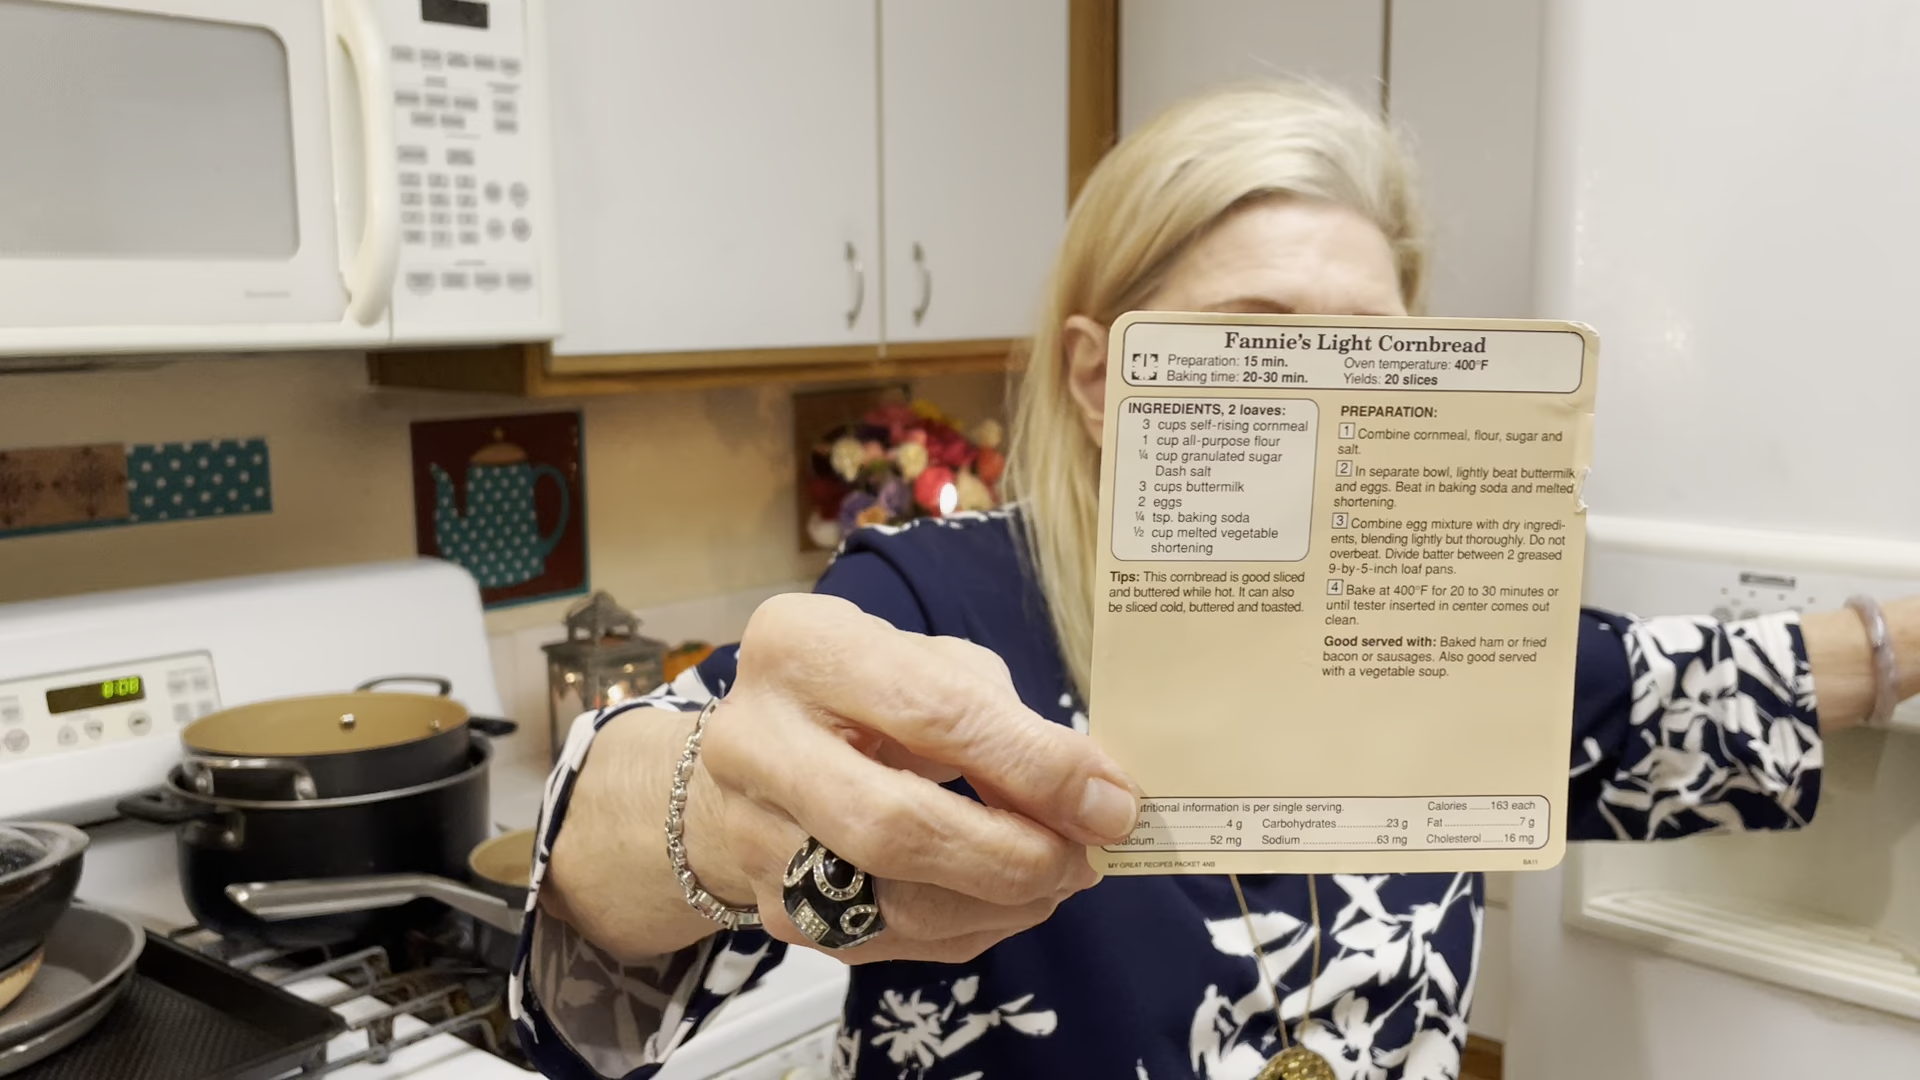 Fannie's Light Cornbread
Preparation: 15 min.
Baking time: 20-30 min.
Oven temperature: 400°F
Yields: 20 slices
INGREDIENTS, 2 loaves:
3 cups self-rising cornmeal
1 cup all-purpose flour
¼ cup granulated sugar
Dash salt
3 cups buttermilk
2 eggs
¼ tsp. baking soda
½ cup melted vegetable
shortening
Tips: This cornbread is good sliced
and buttered while hot. It can also
be sliced cold, buttered and toasted.
PREPARATION:
1 Combine cornmeal, flour, sugar and
salt.
2 In separate bowl, lightly beat buttermilk
and eggs. Beat in baking soda and melted
shortening.
3 Combine egg mixture with dry ingredi-
ents, blending lightly but thoroughly. Do not
overbeat. Divide batter between 2 greased
9-by-5-inch loaf pans.
4 Bake at 400°F for 20 to 30 minutes or
until tester inserted in center comes out
clean.
Good served with: Baked ham or fried
bacon or sausages. Also good served
with a vegetable soup.
utritional information is per single serving.
Calories ......163 each
ein....................4 g
Carbohydrates..............23 g
Fat......................7 g
alcium ................52 mg
Sodium ......................63 mg
Cholesterol .....16 mg
MY GREAT RECIPES PACKET